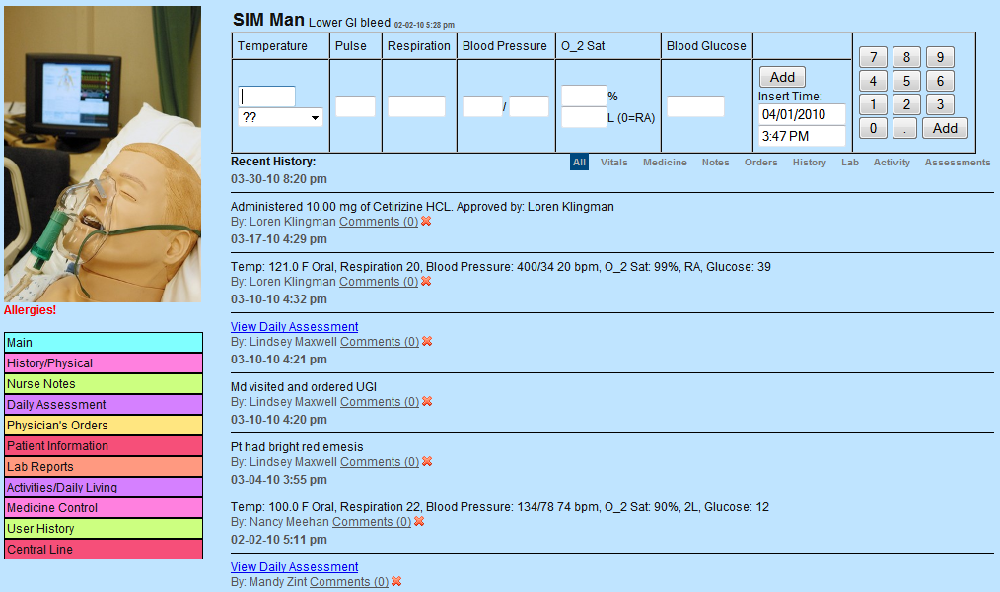 SIM Man Lower GI bleed 02-02-10 5:28 pm
Temperature Pulse Respiration Blood Pressure O_2 Sat Blood Glucose
?? / % L (0=RA)
Add
Insert Time:
04/01/2010
3:47 PM
7 8 9
4 5 6
1 2 3
0 . Add
Recent History:
All Vitals Medicine Notes Orders History Lab Activity Assessments
03-30-10 8:20 pm
Administered 10.00 mg of Cetirizine HCL. Approved by: Loren Klingman
By: Loren Klingman Comments (0)
03-17-10 4:29 pm
Temp: 121.0 F Oral, Respiration 20, Blood Pressure: 400/34 20 bpm, O_2 Sat: 99%, RA, Glucose: 39
By: Loren Klingman Comments (0)
03-10-10 4:32 pm
View Daily Assessment
By: Lindsey Maxwell Comments (0)
03-10-10 4:21 pm
Md visited and ordered UGI
By: Lindsey Maxwell Comments (0)
03-10-10 4:20 pm
Pt had bright red emesis
By: Lindsey Maxwell Comments (0)
03-04-10 3:55 pm
Temp: 100.0 F Oral, Respiration 22, Blood Pressure: 134/78 74 bpm, O_2 Sat: 90%, 2L, Glucose: 12
By: Nancy Meehan Comments (0)
02-02-10 5:11 pm
View Daily Assessment
By: Mandy Zint Comments (0)
Allergies!
Main
History/Physical
Nurse Notes
Daily Assessment
Physician's Orders
Patient Information
Lab Reports
Activities/Daily Living
Medicine Control
User History
Central Line